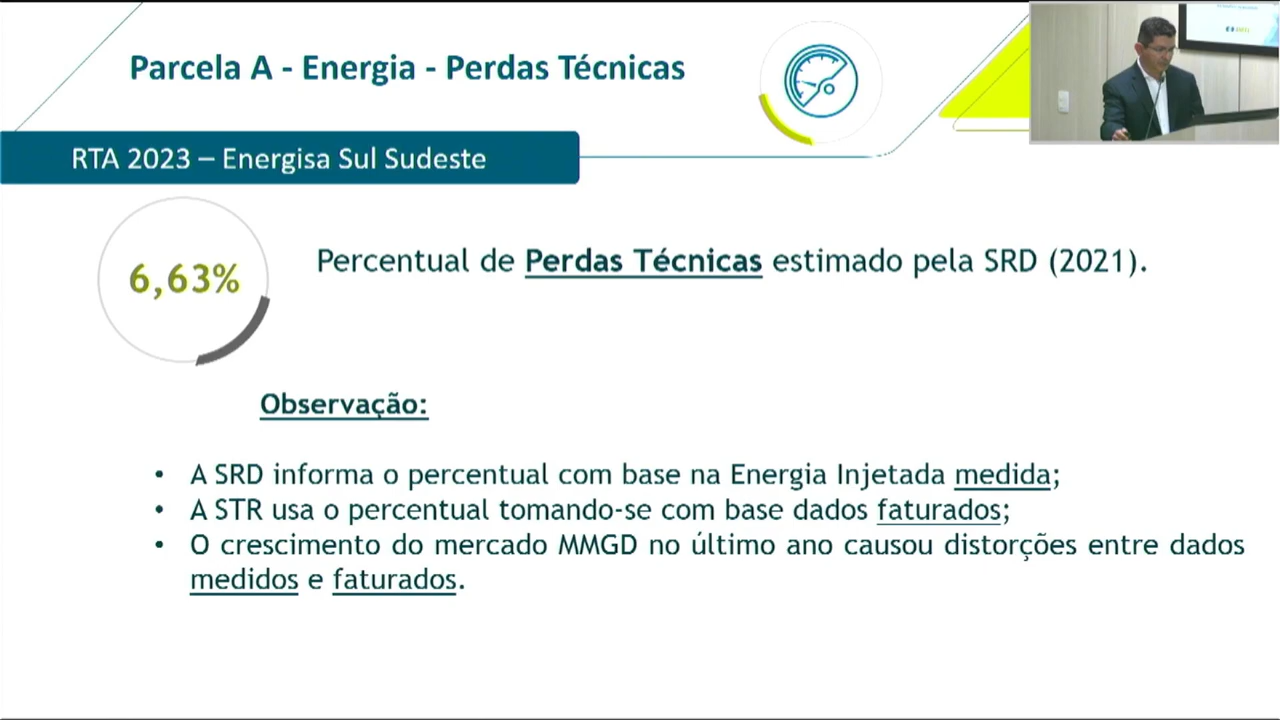 Parcela A - Energia - Perdas Técnicas
RTA 2023 – Energisa Sul Sudeste
6,63%
Percentual de Perdas Técnicas estimado pela SRD (2021).
Observação:
• A SRD informa o percentual com base na Energia Injetada medida;
• A STR usa o percentual tomando-se com base dados faturados;
• O crescimento do mercado MMGD no último ano causou distorções entre dados
medidos e faturados.